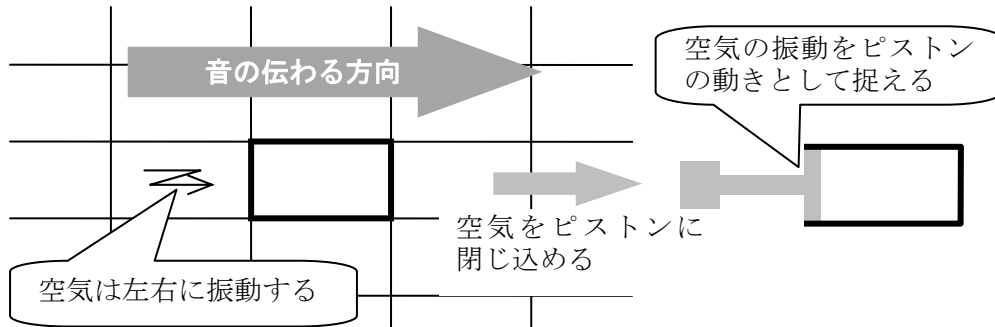 音の伝わる方向
空気の振動をピストン
の動きとして捉える
空気をピストンに
閉じ込める
空気は左右に振動する